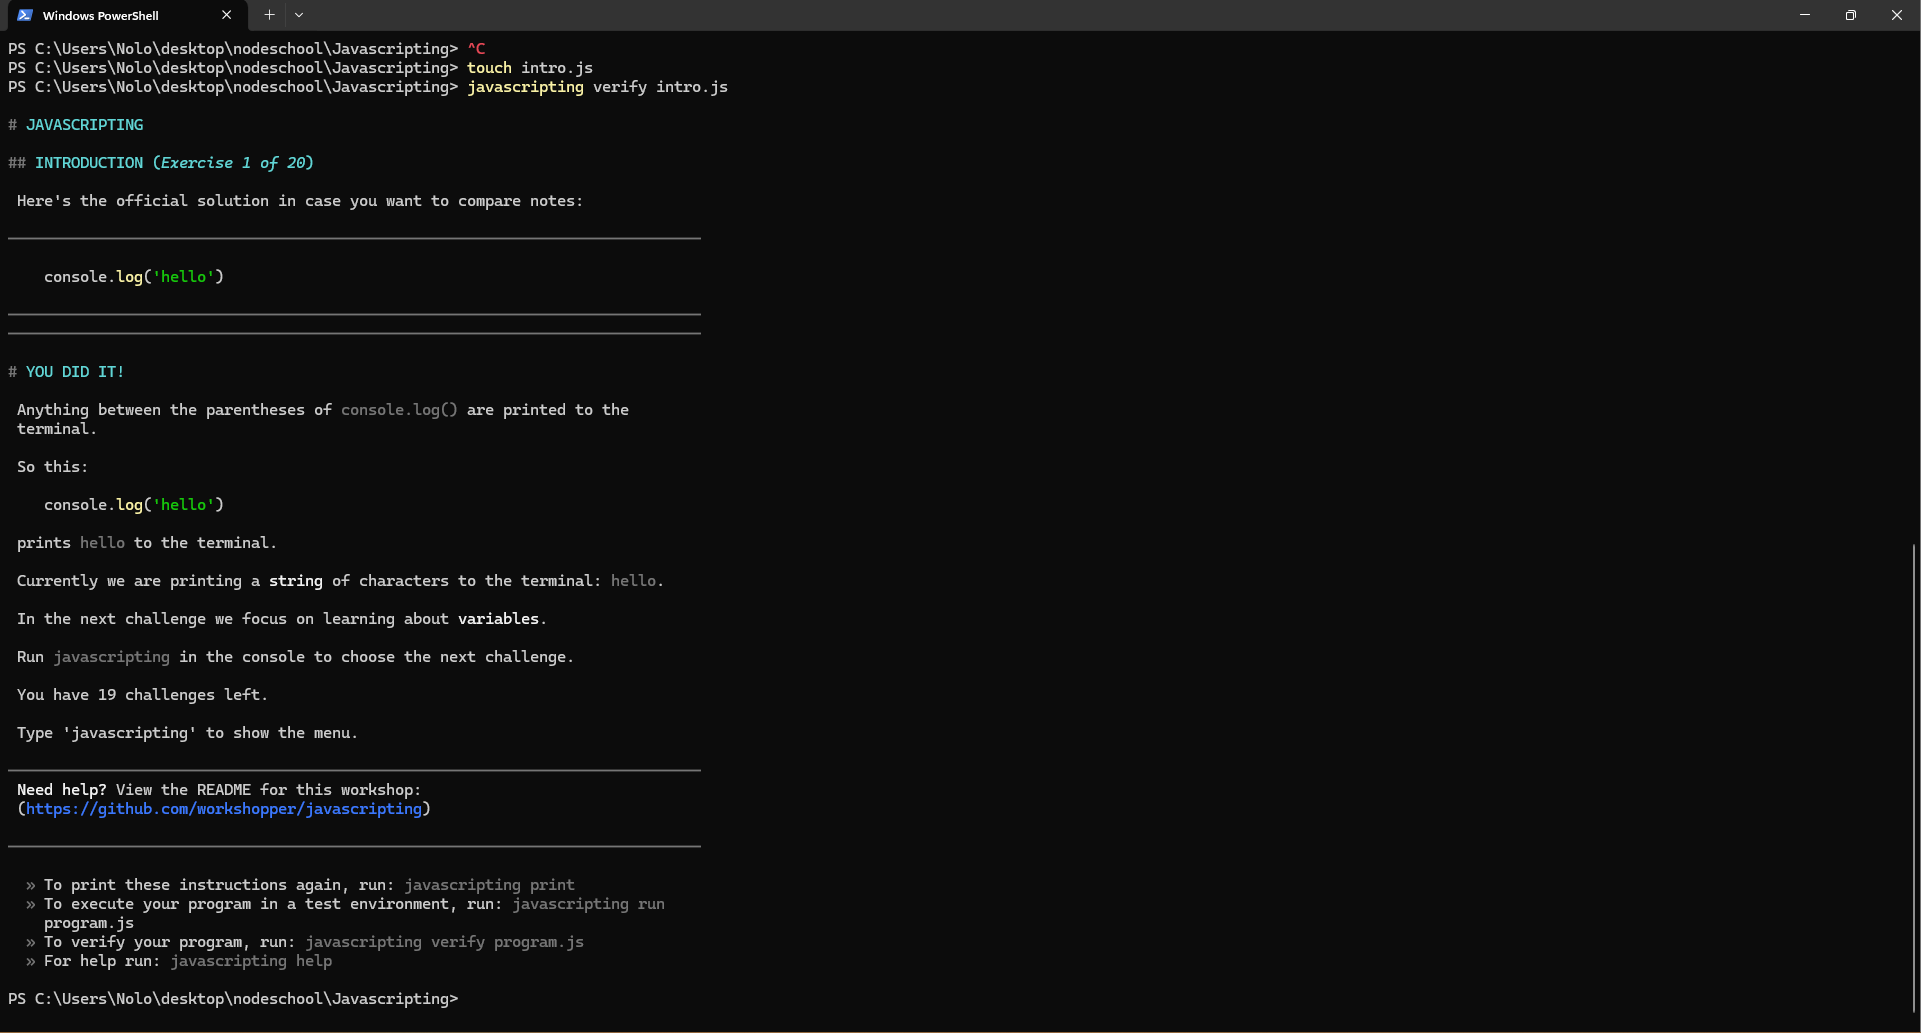 Windows PowerShell
PS C:\Users\Nolo\desktop\nodeschool\Javascripting> ^C
PS C:\Users\Nolo\desktop\nodeschool\Javascripting> touch intro.js
PS C:\Users\Nolo\desktop\nodeschool\Javascripting> javascripting verify intro.js
# JAVASCRIPTING
## INTRODUCTION (Exercise 1 of 20)
Here's the official solution in case you want to compare notes:
console.log('hello')
# YOU DID IT!
Anything between the parentheses of console.log() are printed to the
terminal.
So this:
console.log('hello')
prints hello to the terminal.
Currently we are printing a string of characters to the terminal: hello.
In the next challenge we focus on learning about variables.
Run javascripting in the console to choose the next challenge.
You have 19 challenges left.
Type 'javascripting' to show the menu.
Need help? View the README for this workshop:
(https://github.com/workshopper/javascripting)
» To print these instructions again, run: javascripting print
» To execute your program in a test environment, run: javascripting run
program.js
» To verify your program, run: javascripting verify program.js
» For help run: javascripting help
PS C:\Users\Nolo\desktop\nodeschool\Javascripting>